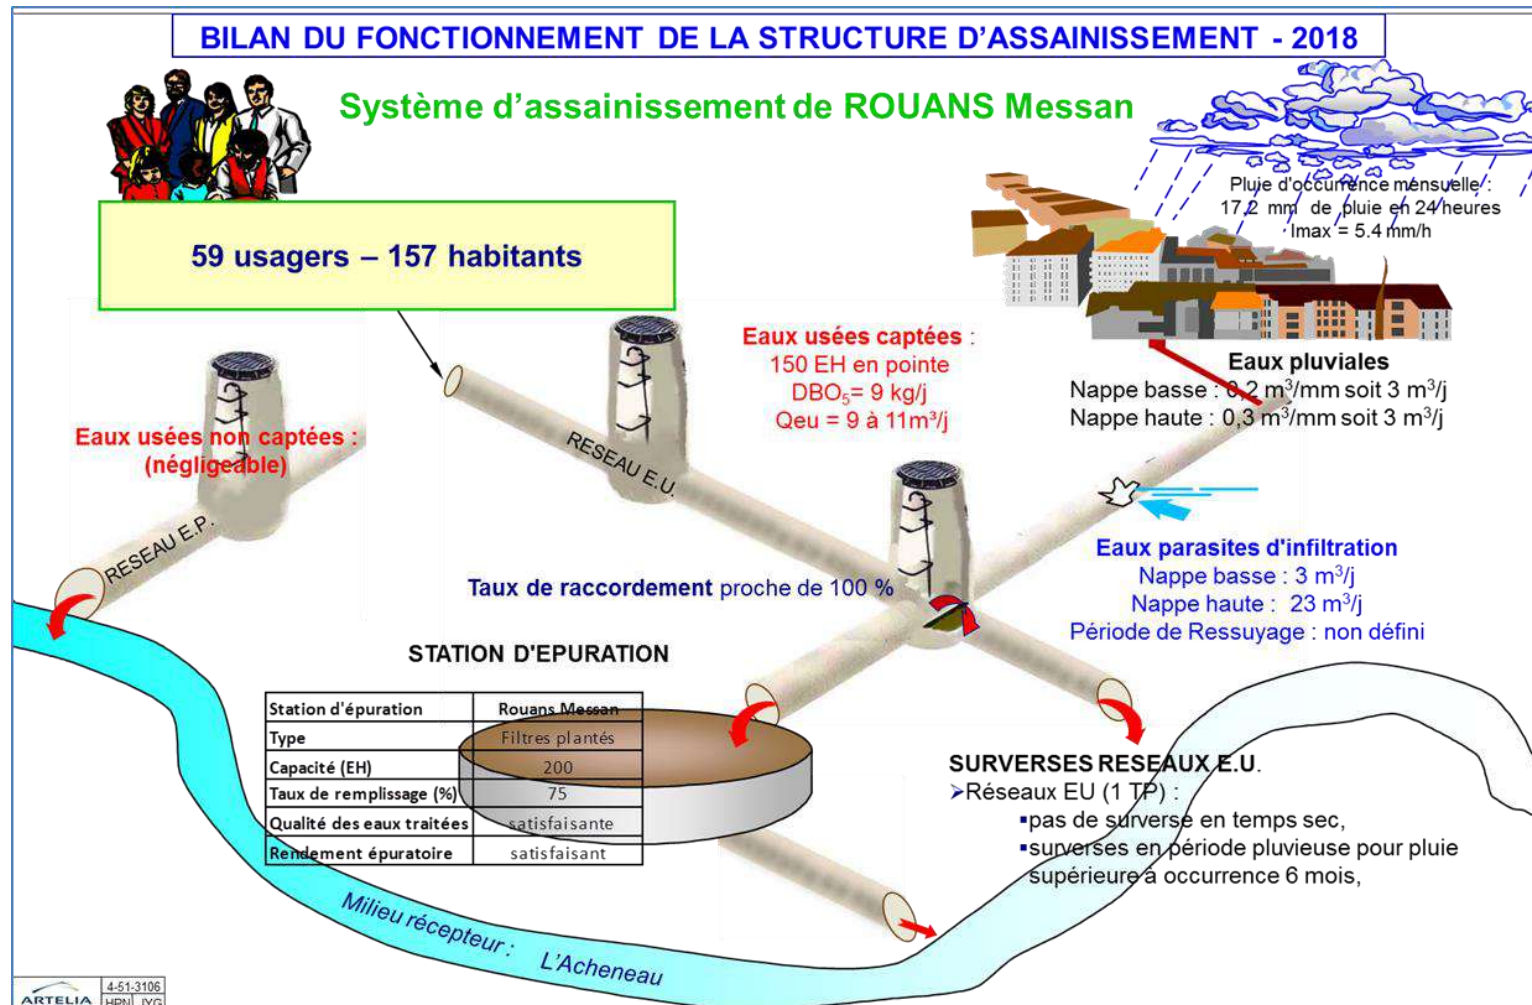 BILAN DU FONCTIONNEMENT DE LA STRUCTURE D'ASSAINISSEMENT - 2018
Système d'assainissement de ROUANS Messan
Pluie d'occurrence mensuelle :
17,2 mm de pluie en 24 heures
Imax = 5.4 mm/h
59 usagers – 157 habitants
Eaux usées captées :
150 EH en pointe
DBO₅= 9 kg/j
Qeu = 9 à 11m³/j
Eaux pluviales
Nappe basse : 0,2 m³/mm soit 3 m³/j
Nappe haute : 0,3 m³/mm soit 3 m³/j
Eaux usées non captées :
(négligeable)
RESEAU E.U.
RESEAU E.P.
Eaux parasites d'infiltration
Nappe basse : 3 m³/j
Nappe haute : 23 m³/j
Période de Ressuyage : non défini
Taux de raccordement proche de 100 %
STATION D'EPURATION
Station d'épuration Rouans Messan
Type Filtres plantés
Capacité (EH) 200
Taux de remplissage (%) 75
Qualité des eaux traitées satisfaisante
Rendement épuratoire satisfaisant
SURVERSES RESEAUX E.U.
➢Réseaux EU (1 TP) :
▪pas de surverse en temps sec,
▪surverses en période pluvieuse pour pluie
supérieure à occurrence 6 mois,
Milieu récepteur : L'Acheneau
ARTELIA
4-51-3106
HPN JYG